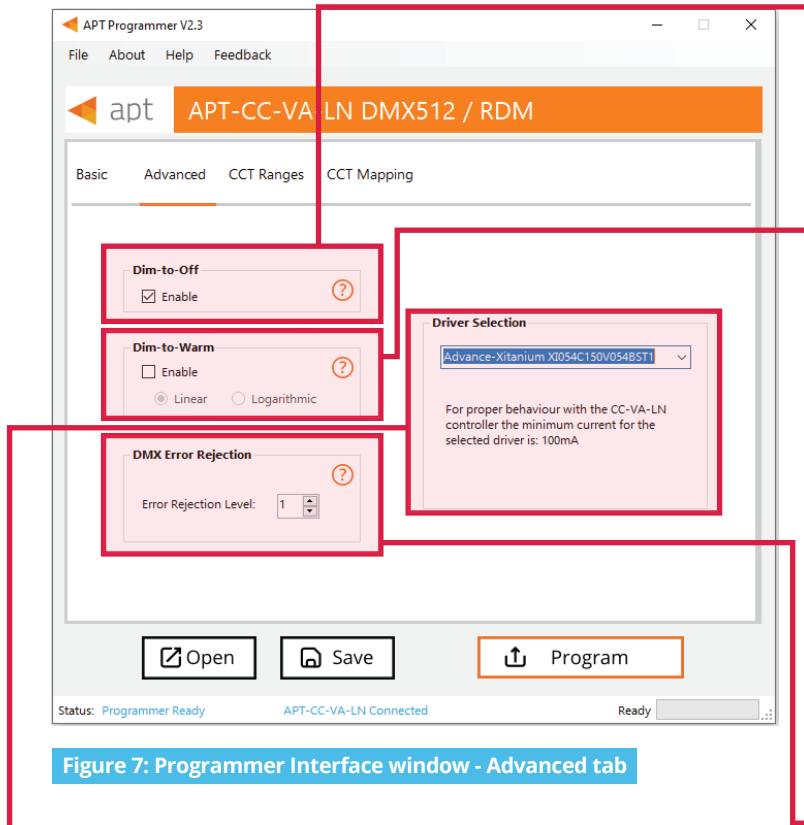 APT Programmer V2.3
File About Help Feedback
apt APT-CC-VA-LN DMX512 / RDM
Basic Advanced CCT Ranges CCT Mapping
Dim-to-Off
Enable
Dim-to-Warm
Enable
Linear Logarithmic
DMX Error Rejection
Error Rejection Level: 1
Driver Selection
Advance-Xitanium XI054C150V054BST1
For proper behaviour with the CC-VA-LN
controller the minimum current for the
selected driver is: 100mA
Open Save Program
Status: Programmer Ready APT-CC-VA-LN Connected Ready
Figure 7: Programmer Interface window - Advanced tab